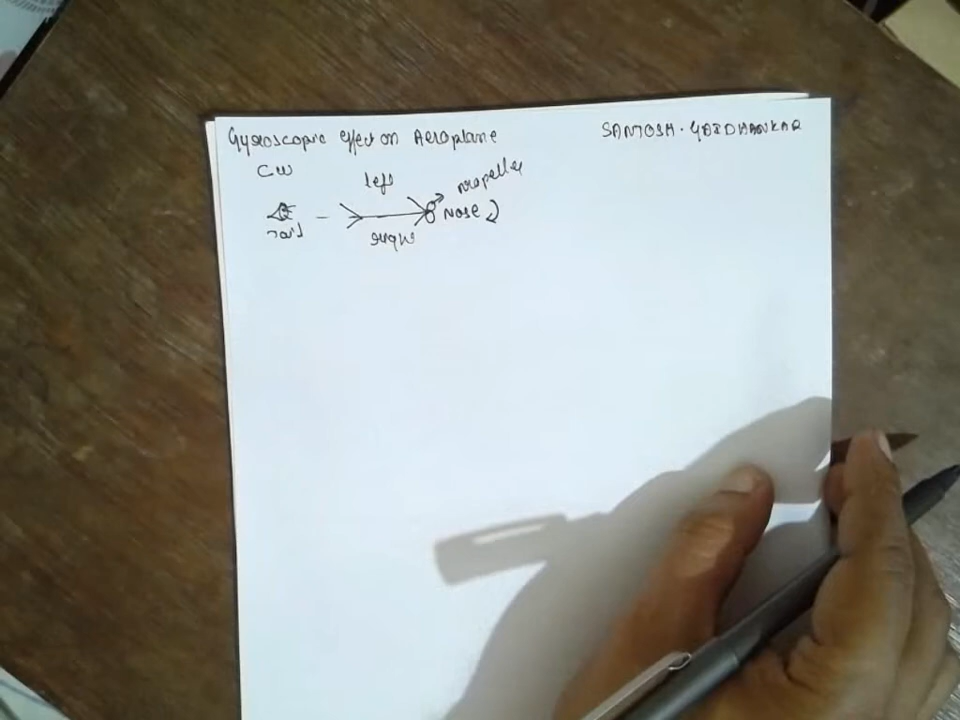 Gyroscopic effect on Aeroplane
SANTOSH
CW
left
propeller
Nose
tail
right